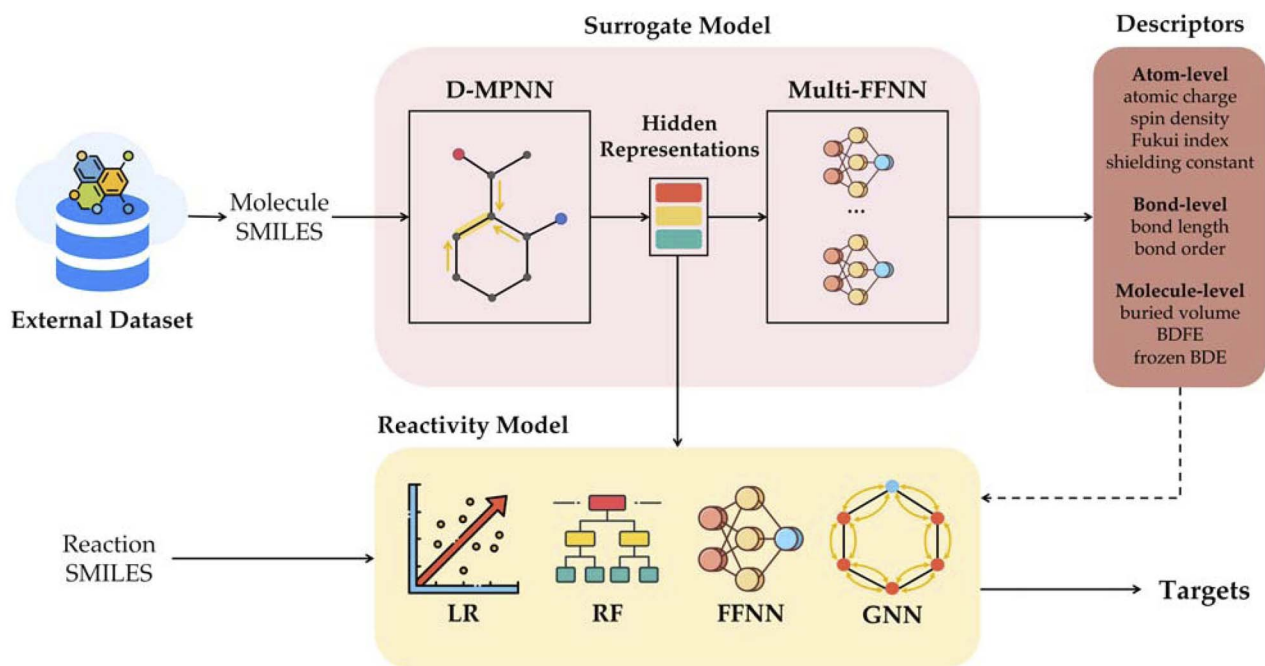 Surrogate Model
Descriptors
D-MPNN
Hidden
Representations
Multi-FFNN
...
Atom-level
atomic charge
spin density
Fukui index
shielding constant
Bond-level
bond length
bond order
Molecule-level
buried volume
BDFE
frozen BDE
Molecule
SMILES
External Dataset
Reactivity Model
Reaction
SMILES
LR
RF
FFNN
GNN
Targets